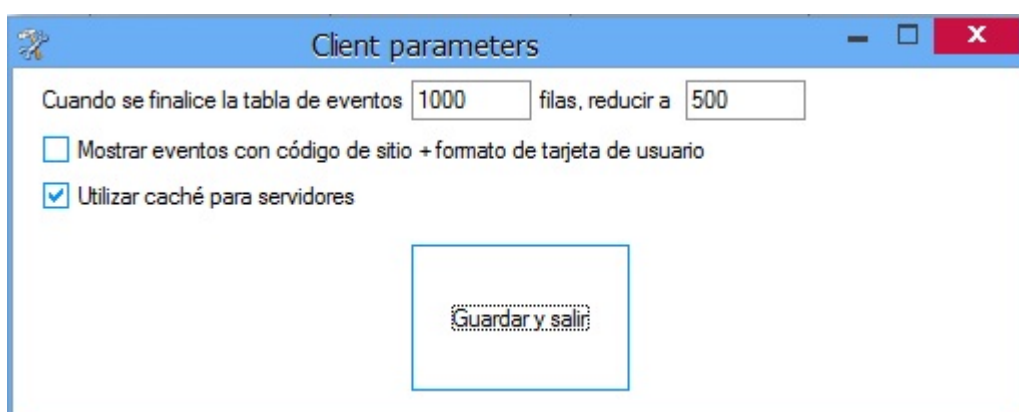 Client parameters
Cuando se finalice la tabla de eventos 1000 filas, reducir a 500
Mostrar eventos con código de sitio + formato de tarjeta de usuario
Utilizar caché para servidores
Guardar y salir